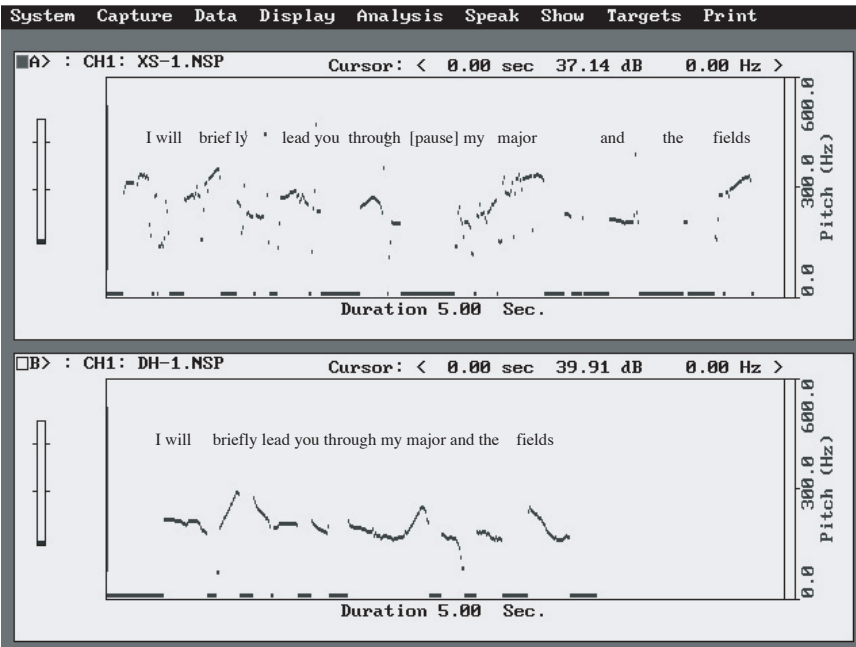 System Capture Data Display Analysis Speak Show Targets Print
A> : CH1: XS-1.NSP Cursor: < 0.00 sec 37.14 dB 0.00 Hz >
I will brief ly lead you through [pause] my major and the fields
600.0
300.0
0.0
Pitch (Hz)
Duration 5.00 Sec.
B> : CH1: DH-1.NSP Cursor: < 0.00 sec 39.91 dB 0.00 Hz >
I will briefly lead you through my major and the fields
600.0
300.0
0.0
Pitch (Hz)
Duration 5.00 Sec.